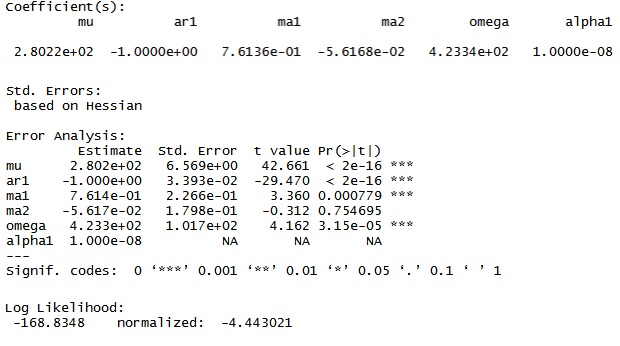 Coefficient(s):
mu ar1 ma1 ma2 omega alpha1
2.8022e+02 -1.0000e+00 7.6136e-01 -5.6168e-02 4.2334e+02 1.0000e-08
Std. Errors:
based on Hessian
Error Analysis:
Estimate Std. Error t value Pr(>|t|)
mu 2.802e+02 6.569e+00 42.661 < 2e-16 ***
ar1 -1.000e+00 3.393e-02 -29.470 < 2e-16 ***
ma1 7.614e-01 2.266e-01 3.360 0.000779 ***
ma2 -5.617e-02 1.798e-01 -0.312 0.754695
omega 4.233e+02 1.017e+02 4.162 3.15e-05 ***
alpha1 1.000e-08 NA NA NA
---
Signif. codes: 0 ‘***’ 0.001 ‘**’ 0.01 ‘*’ 0.05 ‘.’ 0.1 ‘ ’ 1
Log Likelihood:
-168.8348 normalized: -4.443021